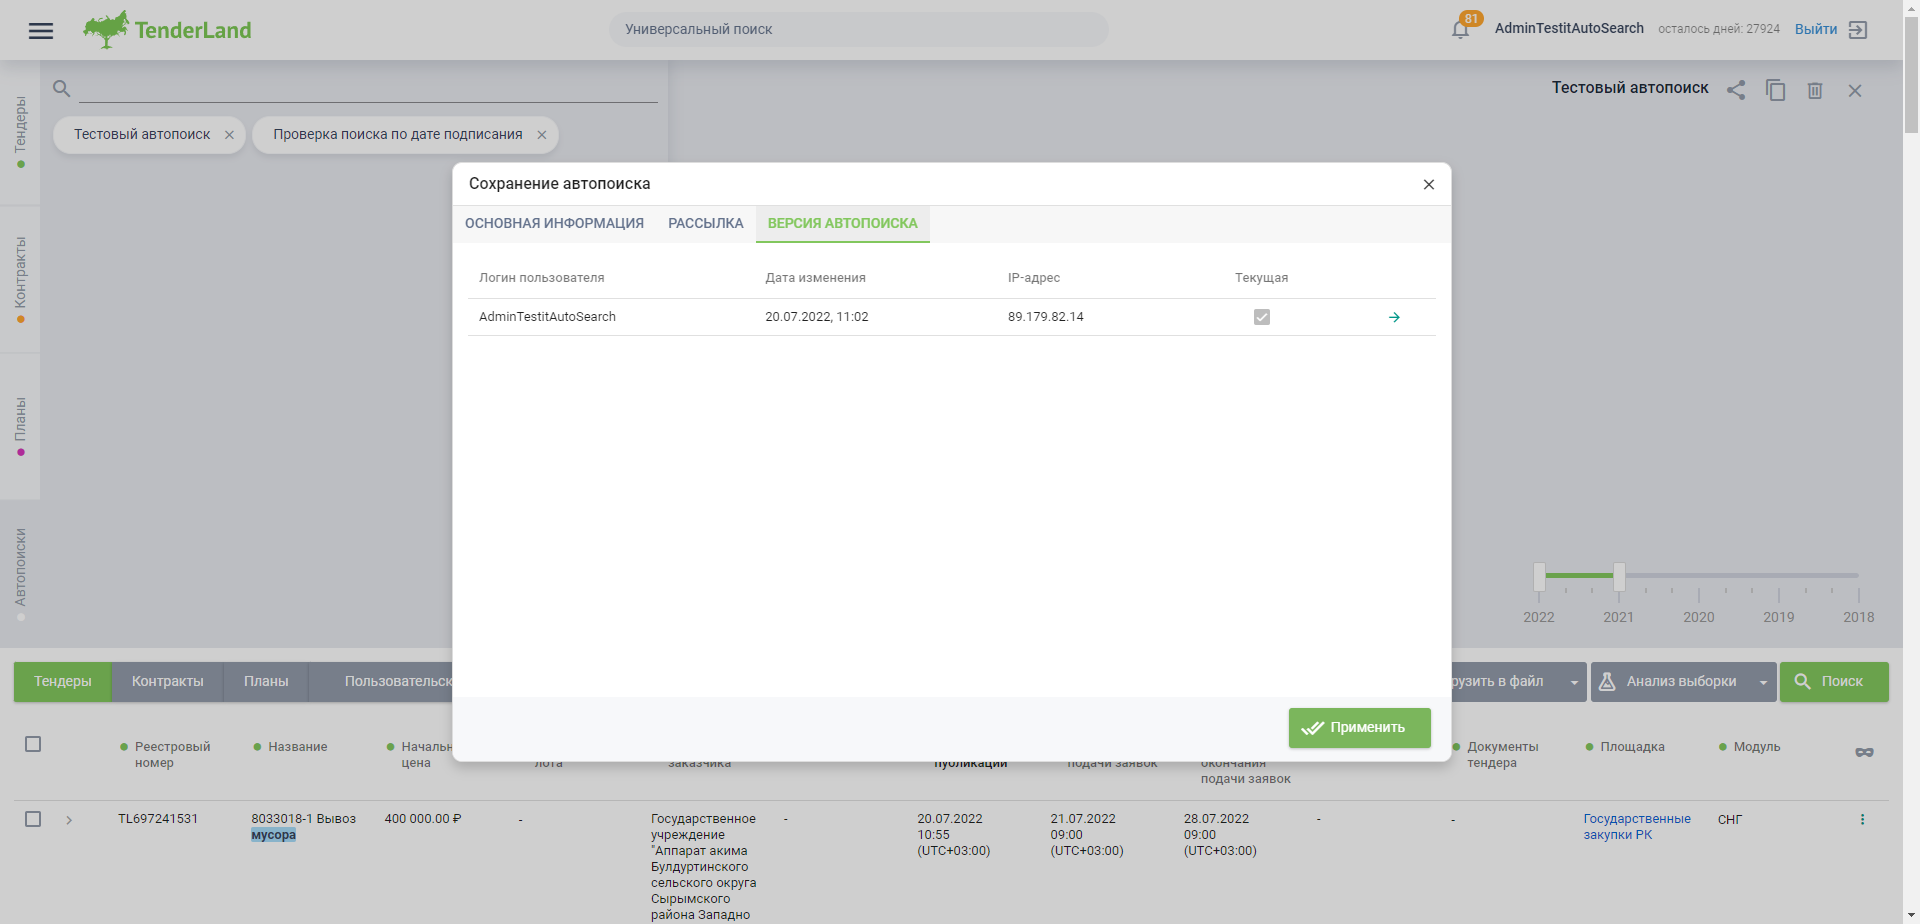 TenderLand
Универсальный поиск
81
AdminTestitAutoSearch
осталось дней: 27924
Выйти
Тендеры
Контракты
Планы
Автопоиски
Тестовый автопоиск
Проверка поиска по дате подписания
Тестовый автопоиск
Сохранение автопоиска
ОСНОВНАЯ ИНФОРМАЦИЯ РАССЫЛКА ВЕРСИЯ АВТОПОИСКА
Логин пользователя Дата изменения IP-адрес Текущая
AdminTestitAutoSearch 20.07.2022, 11:02 89.179.82.14
Применить
2022 2021 2020 2019 2018
Тендеры Контракты Планы Пользовательск
рузить в файл Анализ выборки Поиск
Реестровый
номер
Название
Начальн
цена
лота
заказчика
публикации
подачи заявок
окончания
подачи заявок
Документы
тендера
Площадка
Модуль
TL697241531
8033018-1 Вывоз
мусора
400 000.00 ₽
-
Государственное
учреждение
"Аппарат акима
Булдуртинского
сельского округа
Сырымского
района Западно
-
20.07.2022
10:55
(UTC+03:00)
21.07.2022
09:00
(UTC+03:00)
28.07.2022
09:00
(UTC+03:00)
-
-
Государственные
закупки РК
СНГ